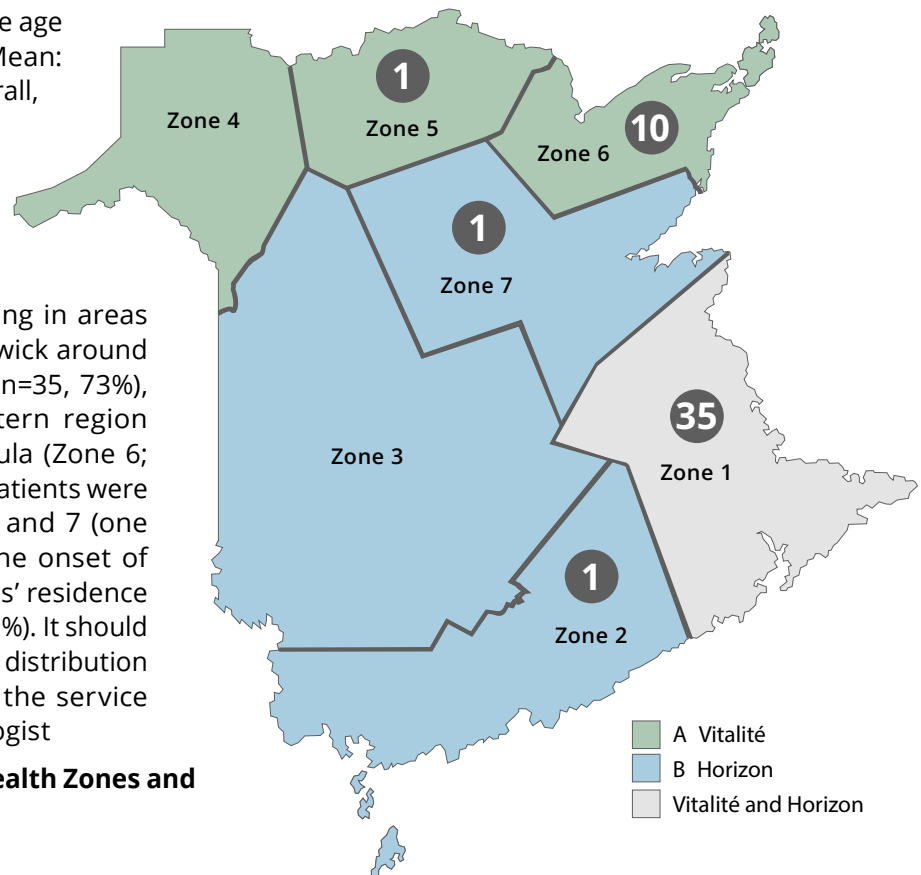 e age
Mean:
rall,
ing in areas
wick around
n=35, 73%),
tern region
ula (Zone 6;
patients were
and 7 (one
he onset of
s’ residence
%). It should
distribution
the service
ogist
ealth Zones and
Zone 4
1
Zone 5
10
Zone 6
1
Zone 7
35
Zone 1
Zone 3
1
Zone 2
A Vitalité
B Horizon
Vitalité and Horizon